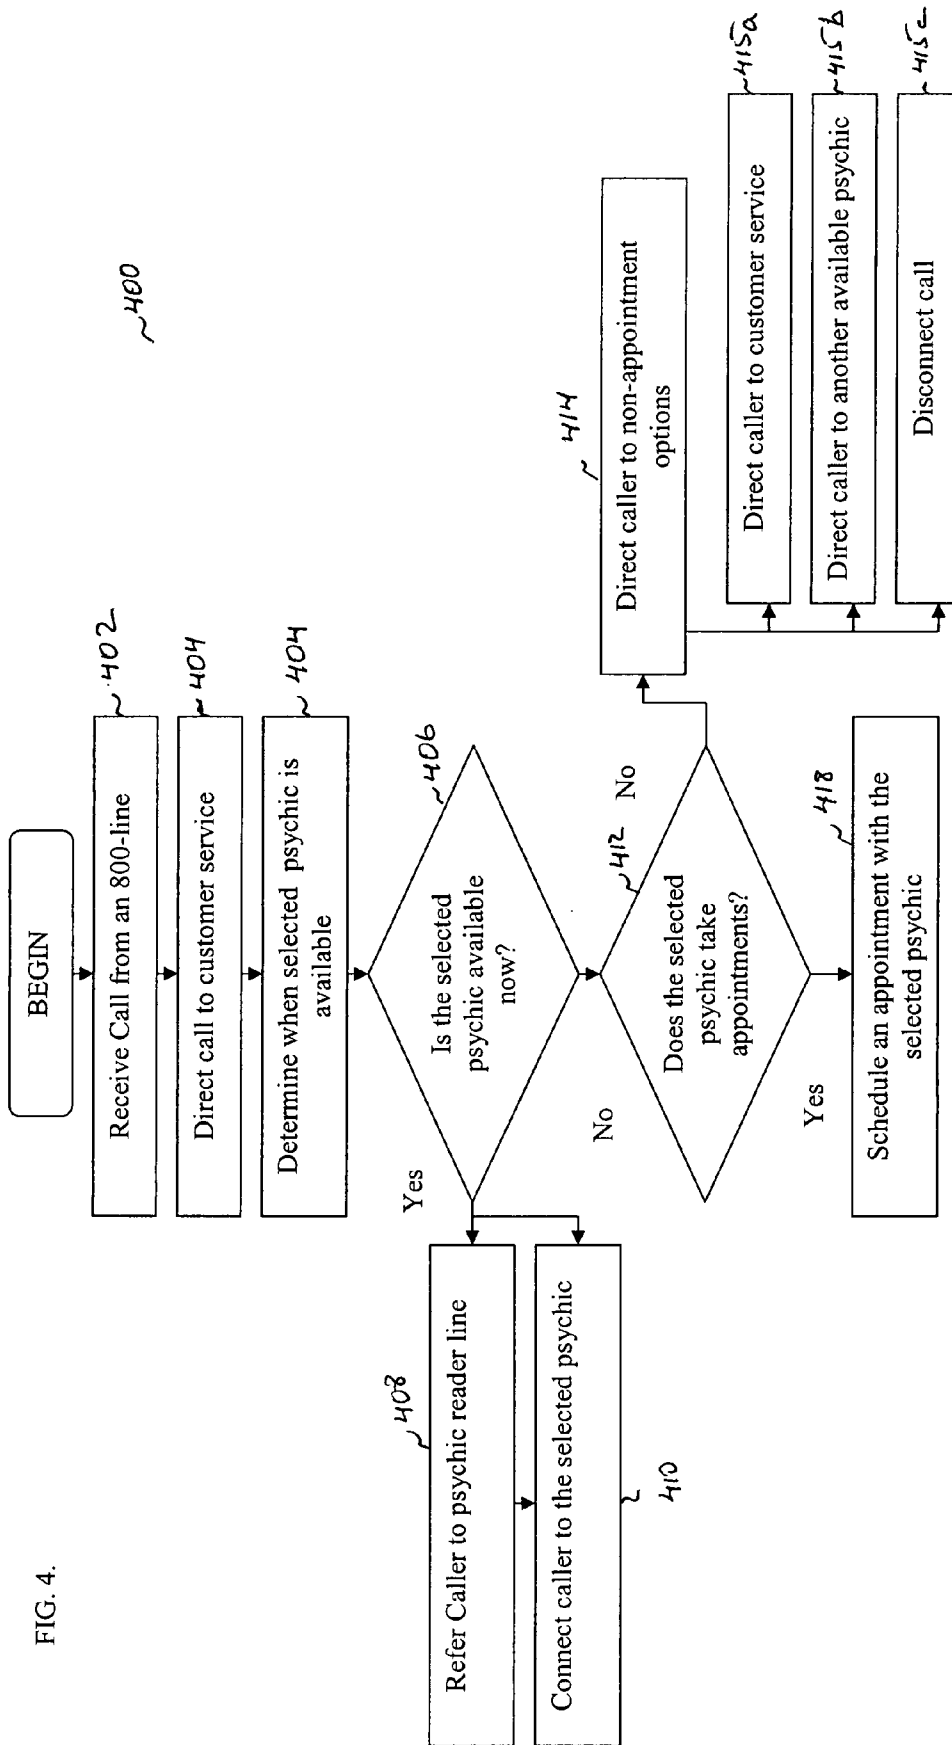 FIG. 4.
400
BEGIN
Receive Call from an 800-line
402
Direct call to customer service
404
Determine when selected psychic is
available
404
Is the selected
psychic available
now?
406
Yes
No
Refer Caller to psychic reader line
408
Connect caller to the selected psychic
410
Does the selected
psychic take
appointments?
412
No
Yes
Direct caller to non-appointment
options
414
Direct caller to customer service
415a
Direct caller to another available psychic
415b
Disconnect call
415c
Schedule an appointment with the
selected psychic
418